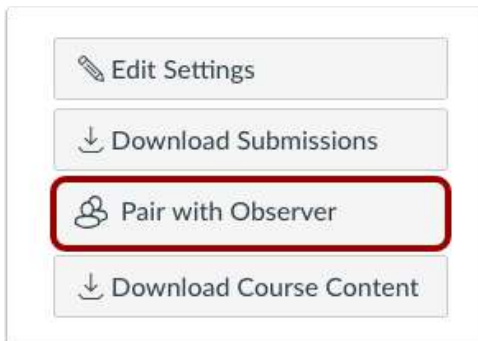 Edit Settings
Download Submissions
Pair with Observer
Download Course Content